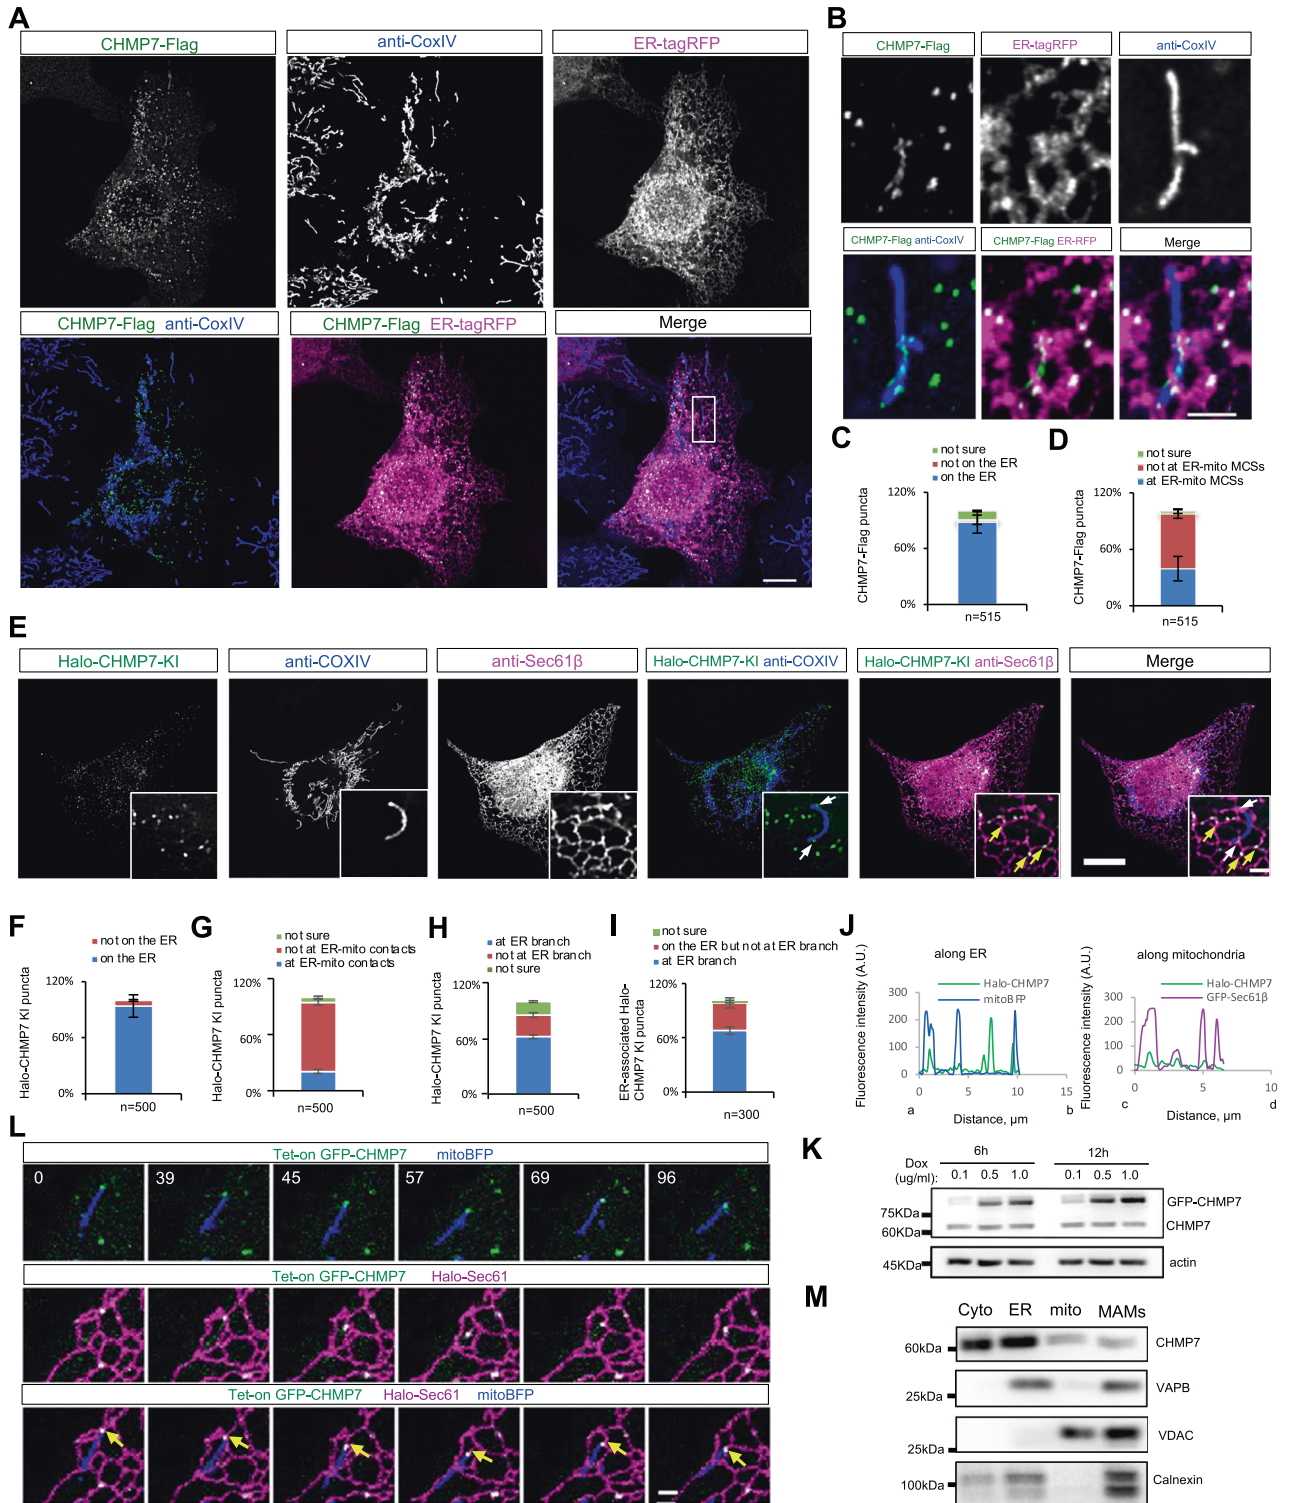 A
CHMP7-Flag
anti-CoxIV
ER-tagRFP
CHMP7-Flag anti-CoxIV
CHMP7-Flag ER-tagRFP
Merge
B
CHMP7-Flag
ER-tagRFP
anti-CoxIV
CHMP7-Flag anti-CoxIV
CHMP7-Flag ER-RFP
Merge
C
not sure
not on the ER
on the ER
CHMP7-Flag puncta
120%
60%
0%
n=515
D
not sure
not at ER-mito MCSs
at ER-mito MCSs
CHMP7-Flag puncta
120%
60%
0%
n=515
E
Halo-CHMP7-KI
anti-COXIV
anti-Sec61β
Halo-CHMP7-KI anti-COXIV
Halo-CHMP7-KI anti-Sec61β
Merge
F
not on the ER
on the ER
Halo-CHMP7 KI puncta
120%
60%
0%
n=500
G
not sure
not at ER-mito contacts
at ER-mito contacts
Halo-CHMP7 KI puncta
120%
60%
0%
n=500
H
at ER branch
not at ER branch
not sure
Halo-CHMP7 KI puncta
120%
60%
0%
n=500
I
not sure
on the ER but not at ER branch
at ER branch
ER-associated Halo-
CHMP7 KI puncta
120%
60%
0%
n=300
J
along ER
Halo-CHMP7
mitoBFP
Fluorescence intensity (A.U.)
300
200
100
0
0 5 10 15
a b
Distance, μm
along mitochondria
Halo-CHMP7
GFP-Sec61β
Fluorescence intensity (A.U.)
300
200
100
0
0 5 10
c d
Distance, μm
K
6h 12h
Dox
(ug/ml):
0.1 0.5 1.0 0.1 0.5 1.0
75KDa
60KDa
45KDa
GFP-CHMP7
CHMP7
actin
L
Tet-on GFP-CHMP7 mitoBFP
0 39 45 57 69 96
Tet-on GFP-CHMP7 Halo-Sec61
Tet-on GFP-CHMP7 Halo-Sec61 mitoBFP
M
Cyto ER mito MAMs
60kDa CHMP7
25kDa VAPB
25kDa VDAC
100kDa Calnexin